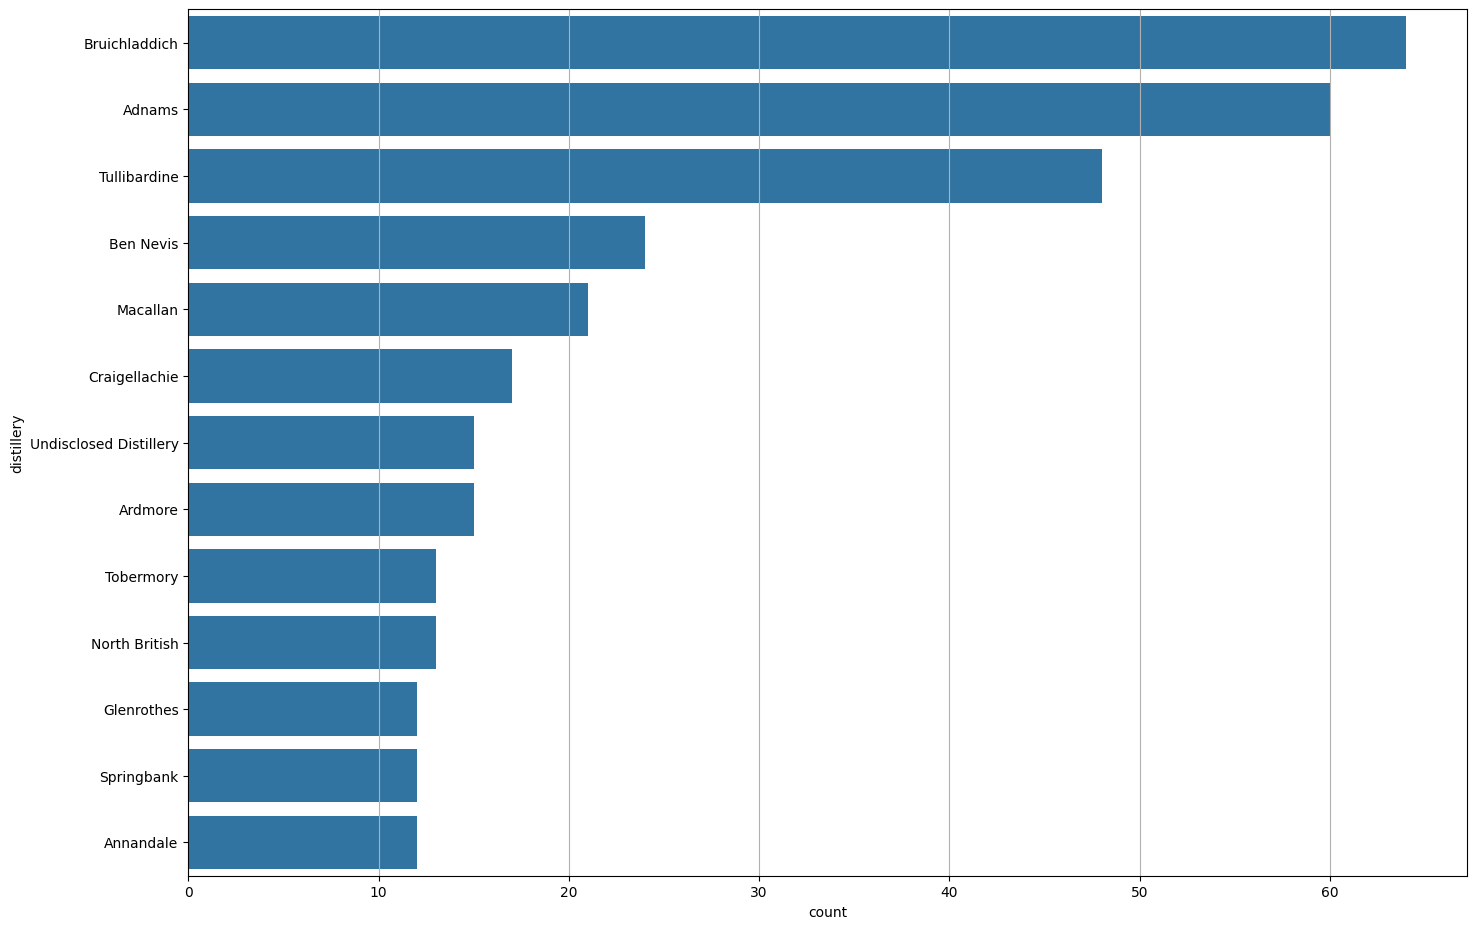 Bruichladdich
Adnams
Tullibardine
Ben Nevis
Macallan
Craigellachie
Undisclosed Distillery
Ardmore
Tobermory
North British
Glenrothes
Springbank
Annandale
distillery
0 10 20 30 40 50 60
count